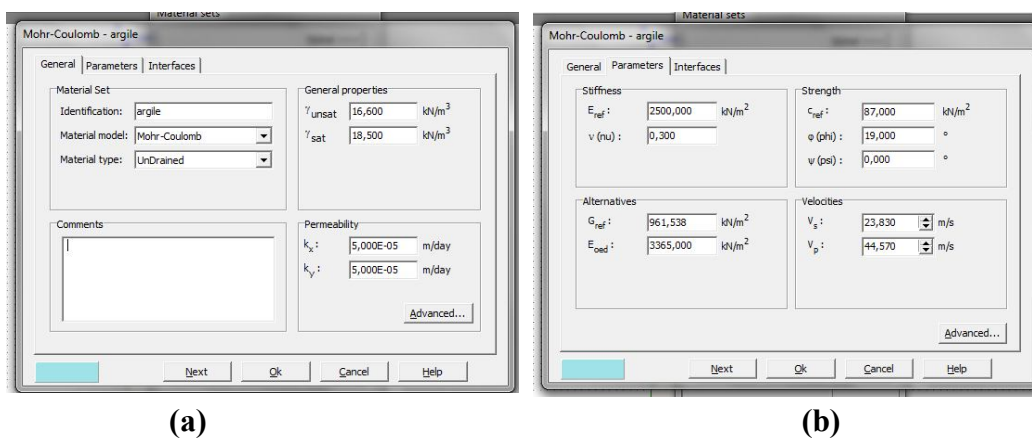 Material sets
Mohr-Coulomb - argile
General Parameters Interfaces
Material Set
Identification: argile
Material model: Mohr-Coulomb
Material type: UnDrained
General properties
γunsat 16,600 kN/m³
γsat 18,500 kN/m³
Comments
Permeability
kx: 5,000E-05 m/day
ky: 5,000E-05 m/day
Advanced...
Next Ok Cancel Help
(a)
Material sets
Mohr-Coulomb - argile
General Parameters Interfaces
Stiffness
Eref: 2500,000 kN/m²
ν (nu) : 0,300
Strength
cref: 87,000 kN/m²
φ (phi) : 19,000 °
ψ (psi) : 0,000 °
Alternatives
Gref: 961,538 kN/m²
Eoed: 3365,000 kN/m²
Velocities
Vs: 23,830 m/s
Vp: 44,570 m/s
Advanced...
Next Ok Cancel Help
(b)